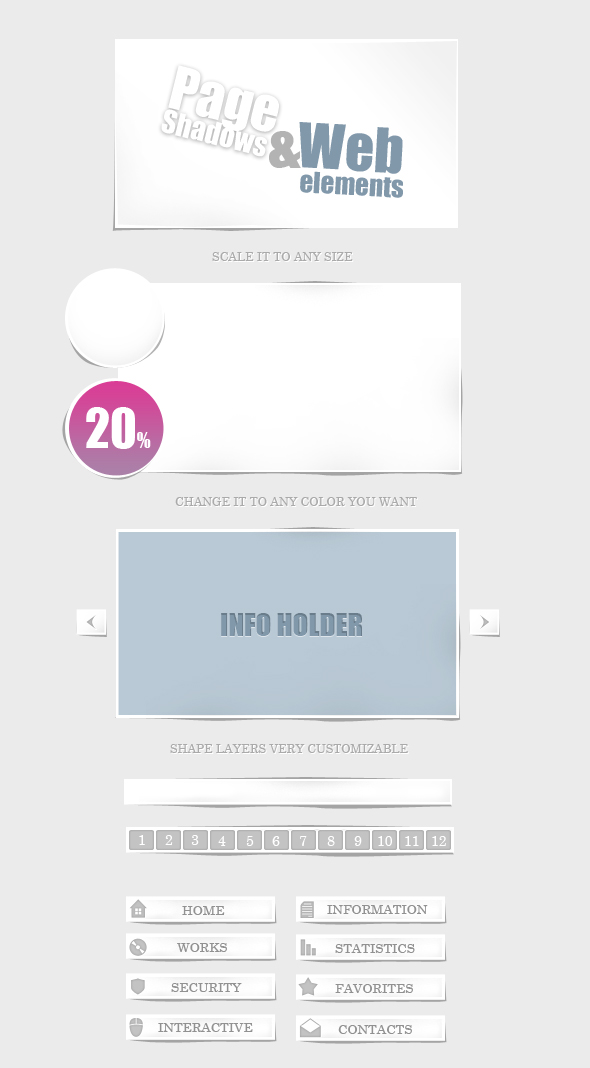 Page
Shadows
&Web
elements
SCALE IT TO ANY SIZE
20%
CHANGE IT TO ANY COLOR YOU WANT
INFO HOLDER
SHAPE LAYERS VERY CUSTOMIZABLE
1 2 3 4 5 6 7 8 9 10 11 12
HOME INFORMATION
WORKS STATISTICS
SECURITY FAVORITES
INTERACTIVE CONTACTS